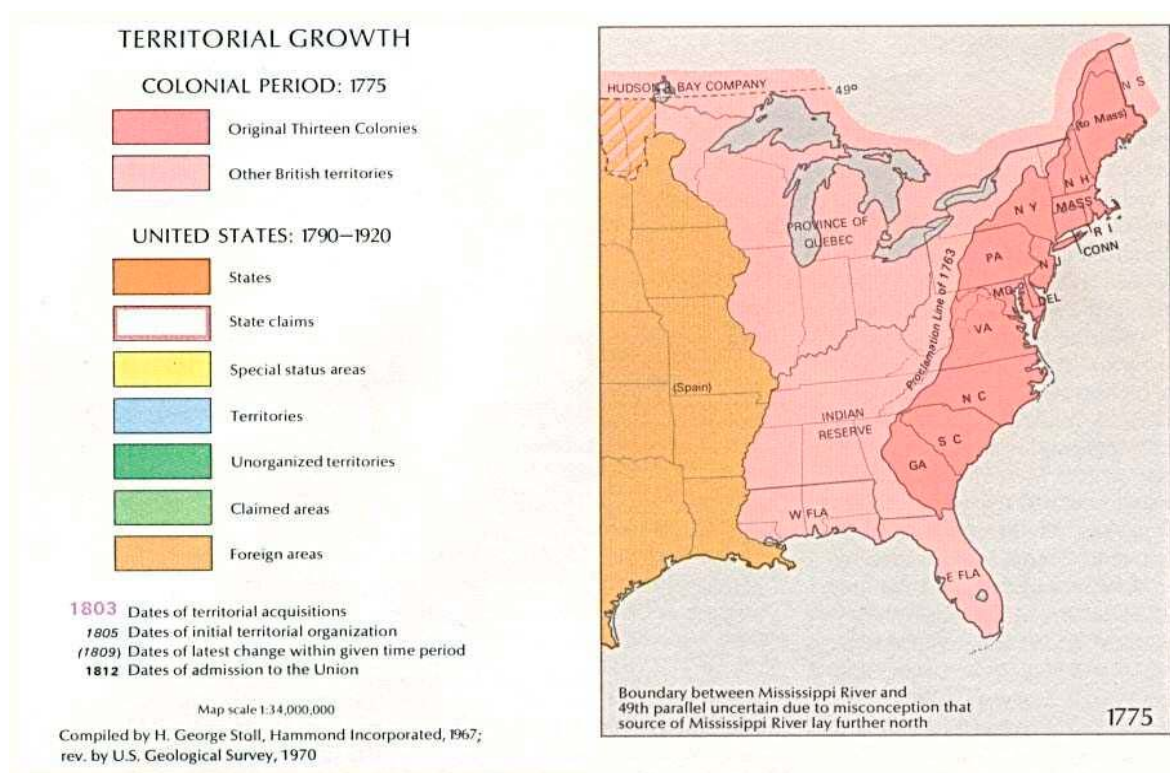 TERRITORIAL GROWTH
COLONIAL PERIOD: 1775
Original Thirteen Colonies
Other British territories
UNITED STATES: 1790–1920
States
State claims
Special status areas
Territories
Unorganized territories
Claimed areas
Foreign areas
1803 Dates of territorial acquisitions
1805 Dates of initial territorial organization
(1809) Dates of latest change within given time period
1812 Dates of admission to the Union
Map scale 1:34,000,000
Compiled by H. George Stoll, Hammond Incorporated, 1967;
rev. by U.S. Geological Survey, 1970
HUDSON BAY COMPANY
49º
N S
(to Mass)
N H
N Y
MASS
R I
CONN
PROVINCE OF
QUEBEC
PA
N J
MD
DEL
VA
Proclamation Line of 1763
(Spain)
N C
INDIAN
RESERVE
S C
GA
W FLA
E FLA
Boundary between Mississippi River and
49th parallel uncertain due to misconception that
source of Mississippi River lay further north
1775